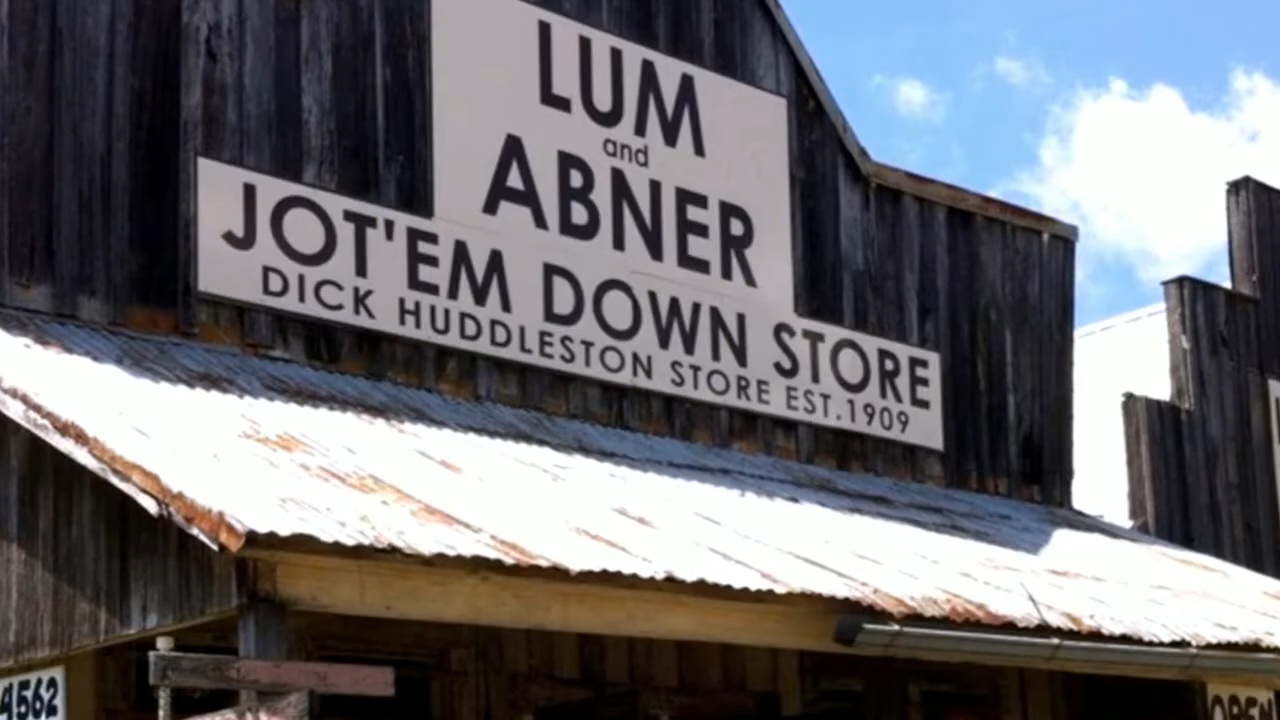 LUM
and
ABNER
JOT'EM DOWN STORE
DICK HUDDLESTON STORE EST.1909
4562
OPEN